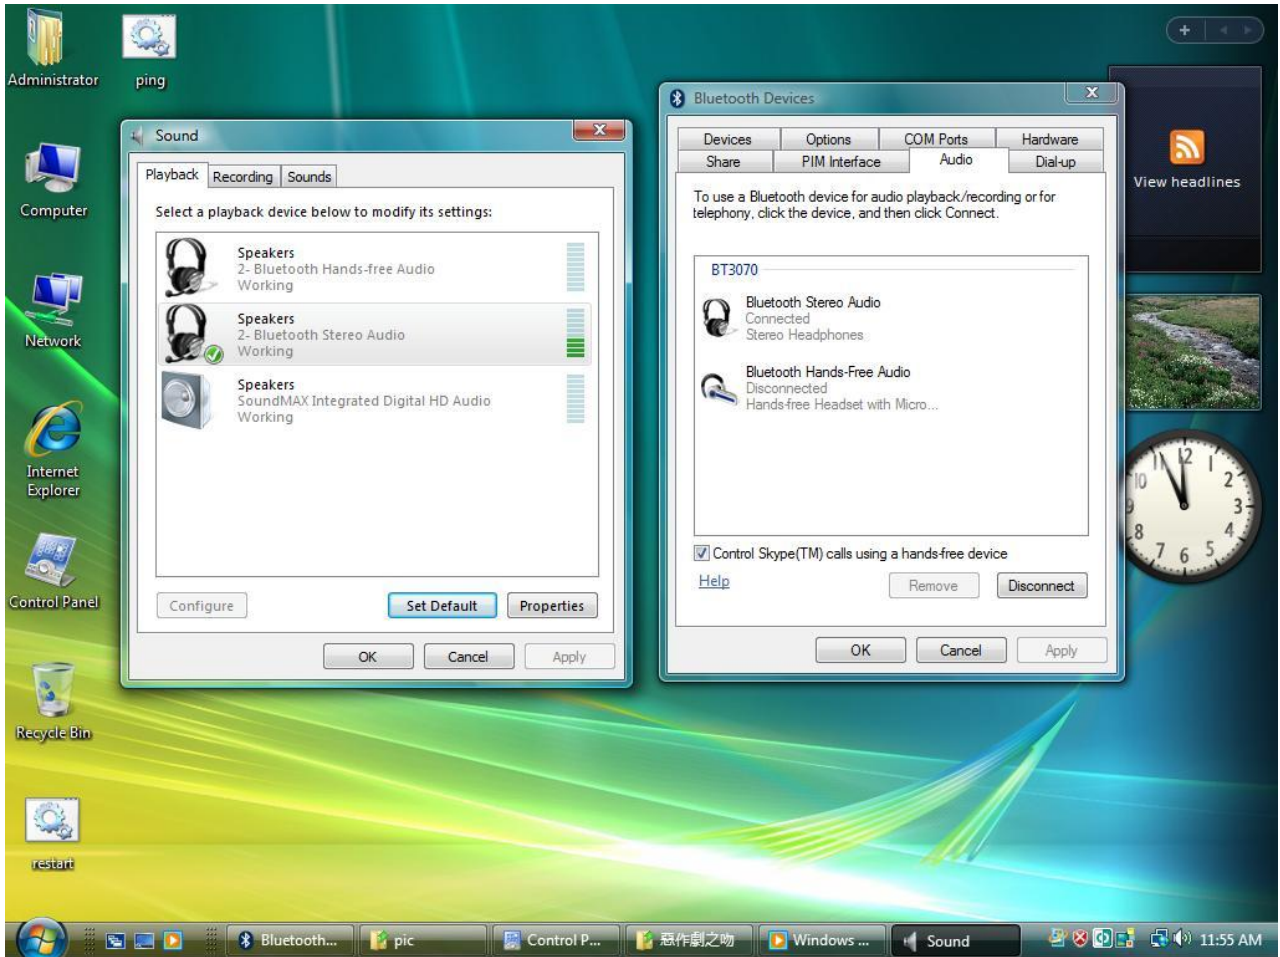 Administrator
ping
Computer
Network
Internet
Explorer
Control Panel
Recycle Bin
restart
Sound
X
Playback
Recording
Sounds
Select a playback device below to modify its settings:
Speakers
2- Bluetooth Hands-free Audio
Working
Speakers
2- Bluetooth Stereo Audio
Working
Speakers
SoundMAX Integrated Digital HD Audio
Working
Configure
Set Default
Properties
OK
Cancel
Apply
Bluetooth Devices
X
Devices
Options
COM Ports
Hardware
Share
PIM Interface
Audio
Dial-up
To use a Bluetooth device for audio playback/recording or for
telephony, click the device, and then click Connect.
BT3070
Bluetooth Stereo Audio
Connected
Stereo Headphones
Bluetooth Hands-Free Audio
Disconnected
Hands-free Headset with Micro...
Control Skype(TM) calls using a hands-free device
Help
Remove
Disconnect
OK
Cancel
Apply
View headlines
11 12 1
10 2
9 3
8 4
7 6 5
Bluetooth...
pic
Control P...
惡作劇之吻
Windows ...
Sound
11:55 AM